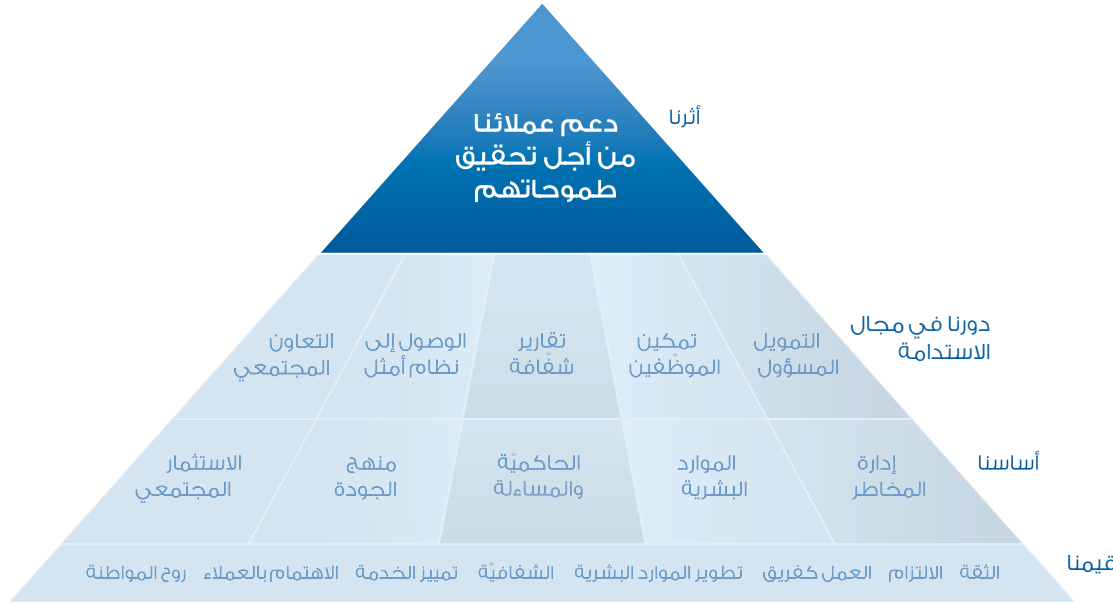 أثرنا
دعم عملائنا
من أجل تحقيق
طموحاتهم
دورنا في مجال
الاستدامة
التمويل
المسؤول
تمكين
الموظّفين
تقارير
شفّافة
الوصول إلى
نظام أمثل
التعاون
المجتمعي
أساسنا
إدارة
المخاطر
الموارد
البشرية
الحاكميّة
والمساءلة
منهج
الجودة
الاستثمار
المجتمعي
قيمنا
الثقة الالتزام العمل كفريق تطوير الموارد البشرية الشفافيّة تمييز الخدمة الاهتمام بالعملاء روح المواطنة